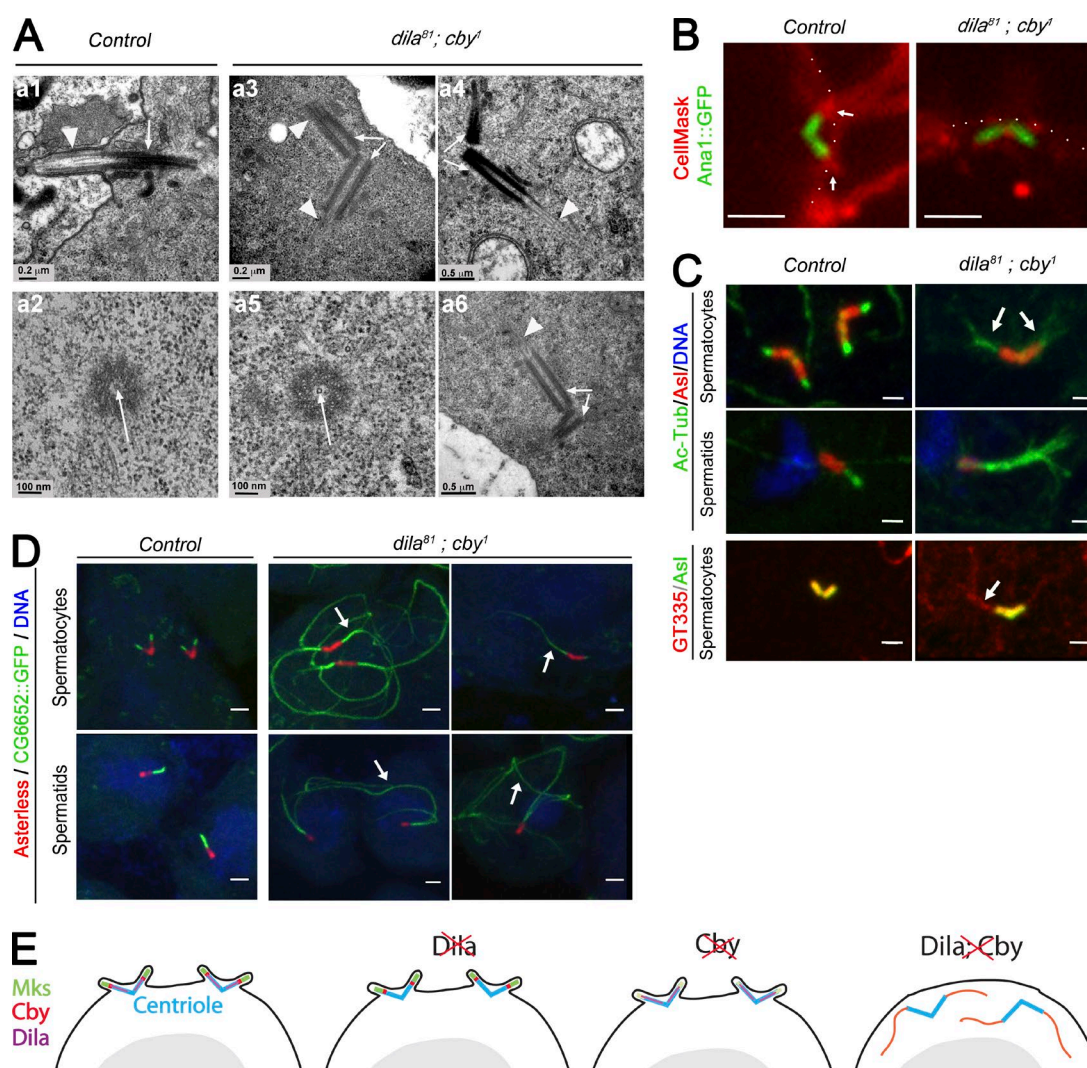 A
Control
dila⁸¹; cby¹
a1
a3
a4
0.2 µm
0.2 µm
0.5 µm
a2
a5
a6
100 nm
100 nm
0.5 µm
B
Control
dila⁸¹; cby¹
CellMask
Ana1::GFP
C
Control
dila⁸¹ ; cby¹
Ac-Tub/Asl/DNA
Spermatocytes
Spermatids
GT335/Asl
Spermatocytes
D
Control
dila⁸¹ ; cby¹
Asterless / CG6652::GFP / DNA
Spermatocytes
Spermatids
E
Dila
Cby
Dila; Cby
Mks
Cby
Dila
Centriole